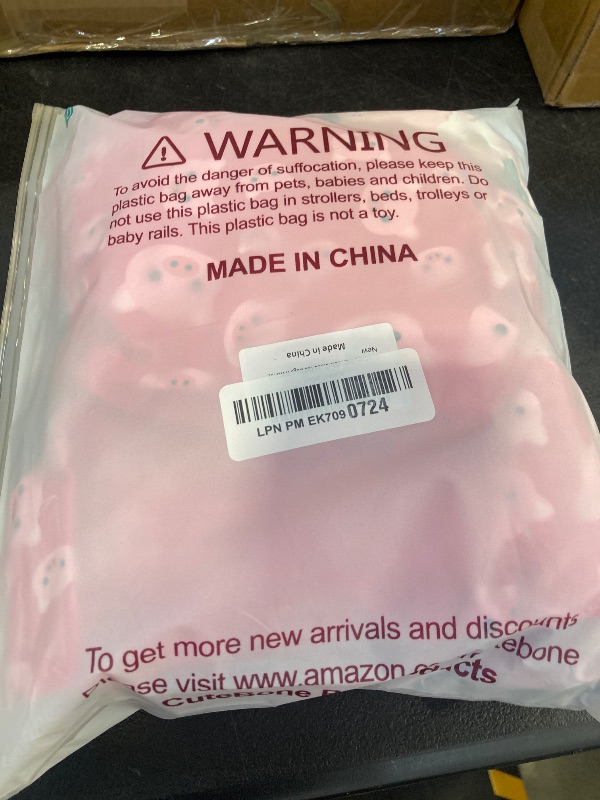 WARNING
To avoid the danger of suffocation, please keep this
plastic bag away from pets, babies and children. Do
not use this plastic bag in strollers, beds, trolleys or
baby rails. This plastic bag is not a toy.
MADE IN CHINA
New
Made in China
LPN PM EK709 0724
To get more new arrivals and discounts
visit www.amazon